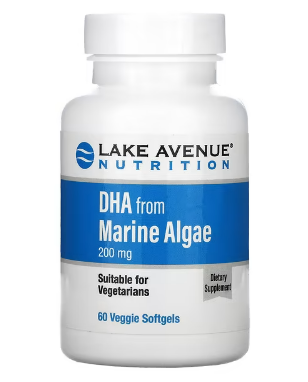 LAKE AVENUE®
NUTRITION
DHA from
Marine Algae
200 mg
Suitable for
Vegetarians
Dietary
Supplement
60 Veggie Softgels